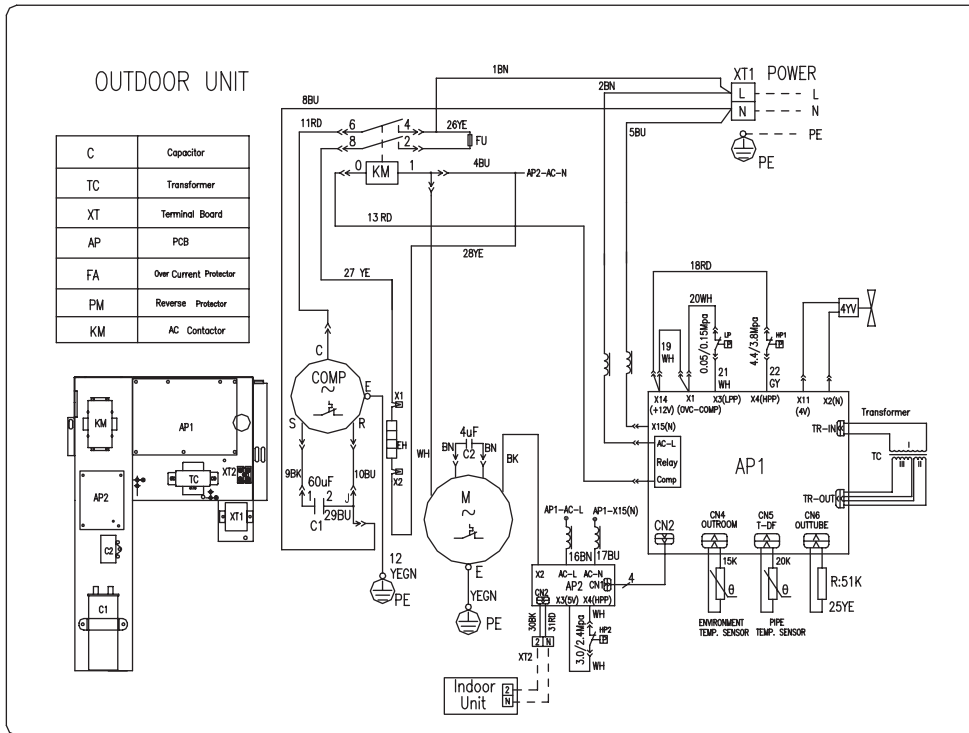 OUTDOOR UNIT
C Capacitor
TC Transformer
XT Terminal Board
AP PCB
FA Over Current Protector
PM Reverse Protector
KM AC Contactor
1BN
XT1 POWER
2BN
L L
N N
8BU
5BU
PE
PE
11RD
6 4
26YE
FU
8 2
0 KM 1
4BU
AP2-AC-N
13 RD
28YE
27 YE
18RD
20WH
19
WH
0.05/0.15Mpa
LP
P
21
WH
4.4/3.8Mpa
HP1
P
22
GY
4YV
C
COMP
~
E
S R
X1
EH
X2
9BK
60uF
1 2
C1
10BU
J
29BU
WH
4uF
BN C2 BN
BK
M
~
E
12
YEGN
PE
YEGN
PE
X14
(+12V)
X1
(OVC-COMP)
X3(LPP)
X4(HPP)
X11
(4V)
X2(N)
X15(N)
AC-L
Relay
Comp
AP1
TR-IN
TR-OUT
Transformer
TC
I
III II
CN2
CN4
OUTROOM
CN5
T-DF
CN6
OUTTUBE
15K
θ
20K
θ
R:51K
25YE
ENVIRONMENT
TEMP. SENSOR
PIPE
TEMP. SENSOR
AP1-AC-L
AP1-X15(N)
16BN
17BU
X2 AC-L AC-N
AP2
CN1
4
CN2
X3(5V) X4(HPP)
30BK
31RD
3.0/2.4Mpa
WH
HP2
P
WH
2 N
XT2
Indoor
Unit
2
N
KM
AP1
TC
XT2
AP2
XT1
C2
C1